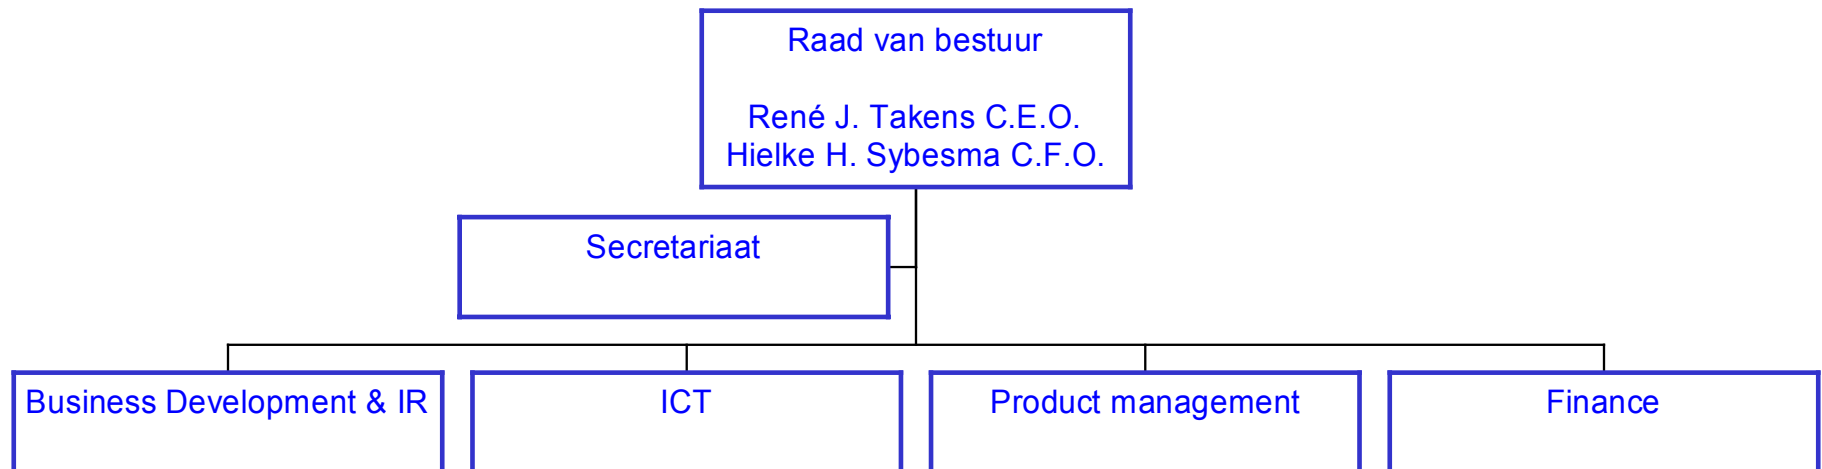 Raad van bestuur
René J. Takens C.E.O.
Hielke H. Sybesma C.F.O.
Secretariaat
Business Development & IR
ICT
Product management
Finance